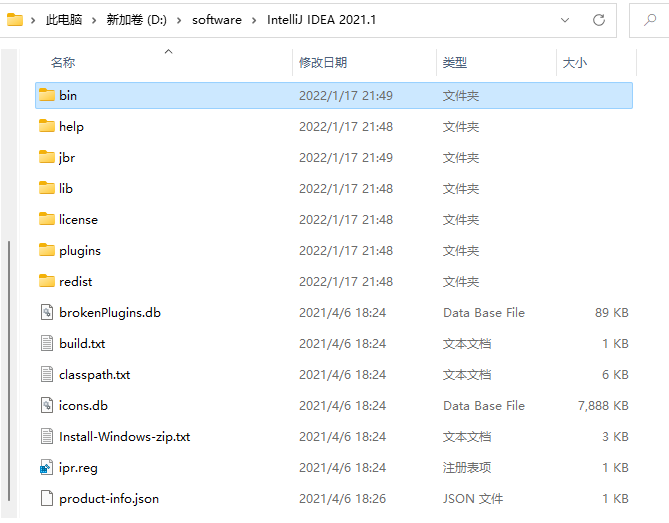 此电脑 新加卷 (D:) software IntelliJ IDEA 2021.1
名称 修改日期 类型 大小
bin 2022/1/17 21:49 文件夹
help 2022/1/17 21:48 文件夹
jbr 2022/1/17 21:49 文件夹
lib 2022/1/17 21:48 文件夹
license 2022/1/17 21:48 文件夹
plugins 2022/1/17 21:48 文件夹
redist 2022/1/17 21:48 文件夹
brokenPlugins.db 2021/4/6 18:24 Data Base File 89 KB
build.txt 2021/4/6 18:24 文本文档 1 KB
classpath.txt 2021/4/6 18:24 文本文档 6 KB
icons.db 2021/4/6 18:24 Data Base File 7,888 KB
Install-Windows-zip.txt 2021/4/6 18:24 文本文档 3 KB
ipr.reg 2021/4/6 18:24 注册表项 1 KB
product-info.json 2021/4/6 18:26 JSON 文件 1 KB